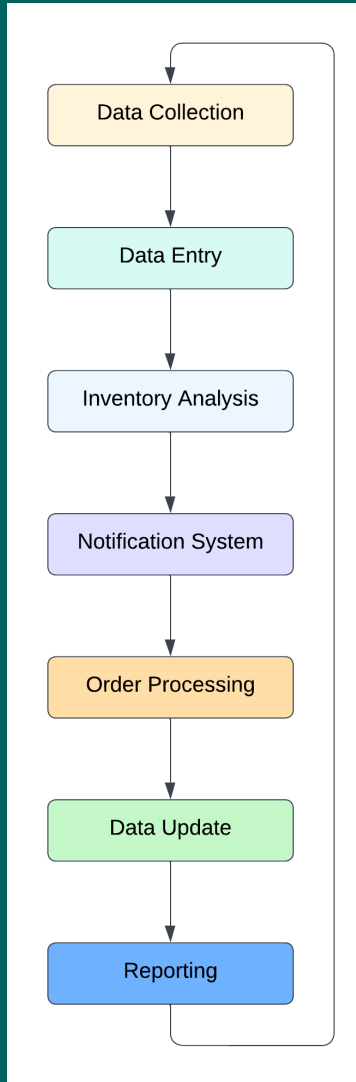 Data Collection
Data Entry
Inventory Analysis
Notification System
Order Processing
Data Update
Reporting